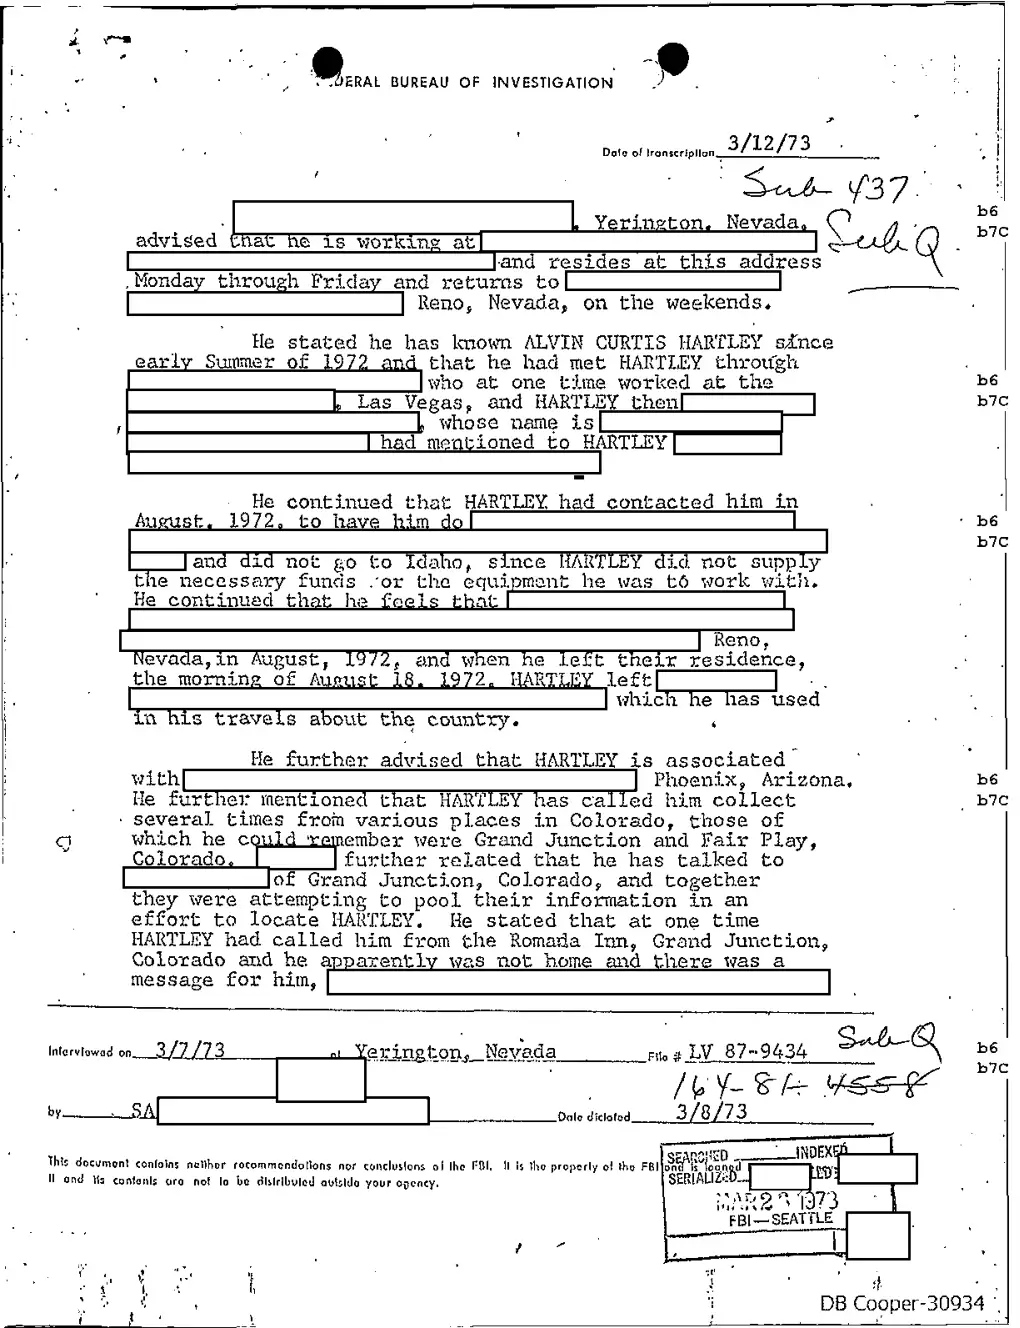 FEDERAL BUREAU OF INVESTIGATION
Date of transcription 3/12/73
Sub 437
b6
, Yerington, Nevada,
Sub Q
b7C
advised that he is working at
and resides at this address
Monday through Friday and returns to
Reno, Nevada, on the weekends.
He stated he has known ALVIN CURTIS HARTLEY since
early Summer of 1972 and that he had met HARTLEY through
who at one time worked at the
b6
, Las Vegas, and HARTLEY then
b7C
, whose name is
had mentioned to HARTLEY
He continued that HARTLEY had contacted him in
August, 1972, to have him do
b6
b7C
and did not go to Idaho, since HARTLEY did not supply
the necessary funds or the equipment he was to work with.
He continued that he feels that
Reno,
Nevada, in August, 1972, and when he left their residence,
the morning of August 18, 1972, HARTLEY left
which he has used
in his travels about the country.
He further advised that HARTLEY is associated
with Phoenix, Arizona.
b6
He further mentioned that HARTLEY has called him collect
b7C
several times from various places in Colorado, those of
which he could remember were Grand Junction and Fair Play,
Colorado. further related that he has talked to
of Grand Junction, Colorado, and together
they were attempting to pool their information in an
effort to locate HARTLEY. He stated that at one time
HARTLEY had called him from the Romada Inn, Grand Junction,
Colorado and he apparently was not home and there was a
message for him,
Interviewed on 3/7/73 at Yerington, Nevada File # LV 87-9434
Sub Q
b6
b7C
164-81-4558
by SA Date dictated 3/8/73
This document contains neither recommendations nor conclusions of the FBI. It is the property of the FBI and is loaned
it and its contents are not to be distributed outside your agency.
SEARCHED INDEXED
SERIALIZED FILED
MAR 23 1973
FBI—SEATTLE
DB Cooper-30934